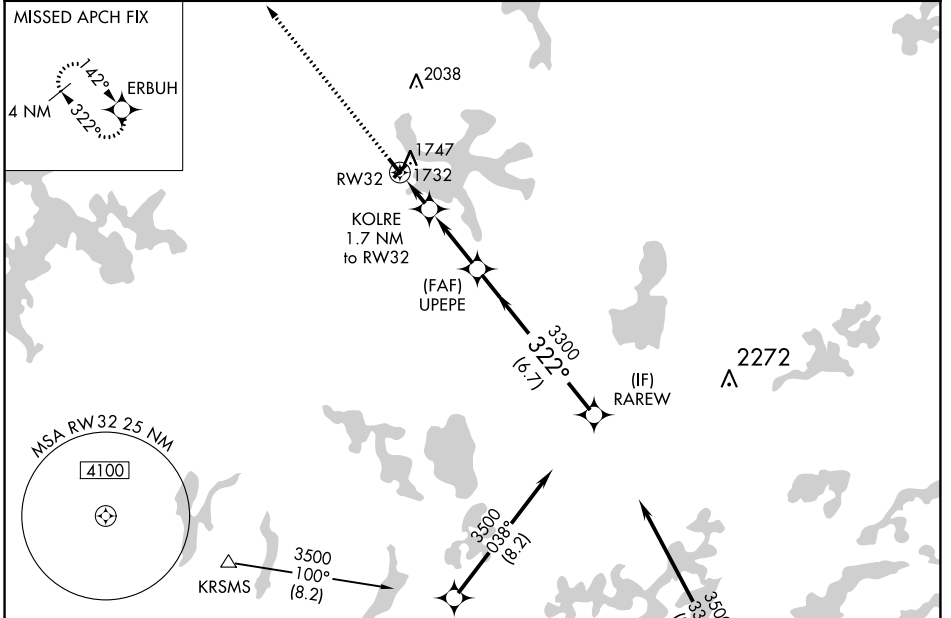 MISSED APCH FIX
142°
ERBUH
4 NM
322°
2038
1747
RW32
1732
KOLRE
1.7 NM
to RW32
(FAF)
UPEPE
3300
322°
(6.7)
(IF)
RAREW
2272
MSA RW32 25 NM
4100
3500
038°
(8.2)
KRSMS
3500
100°
(8.2)
3500